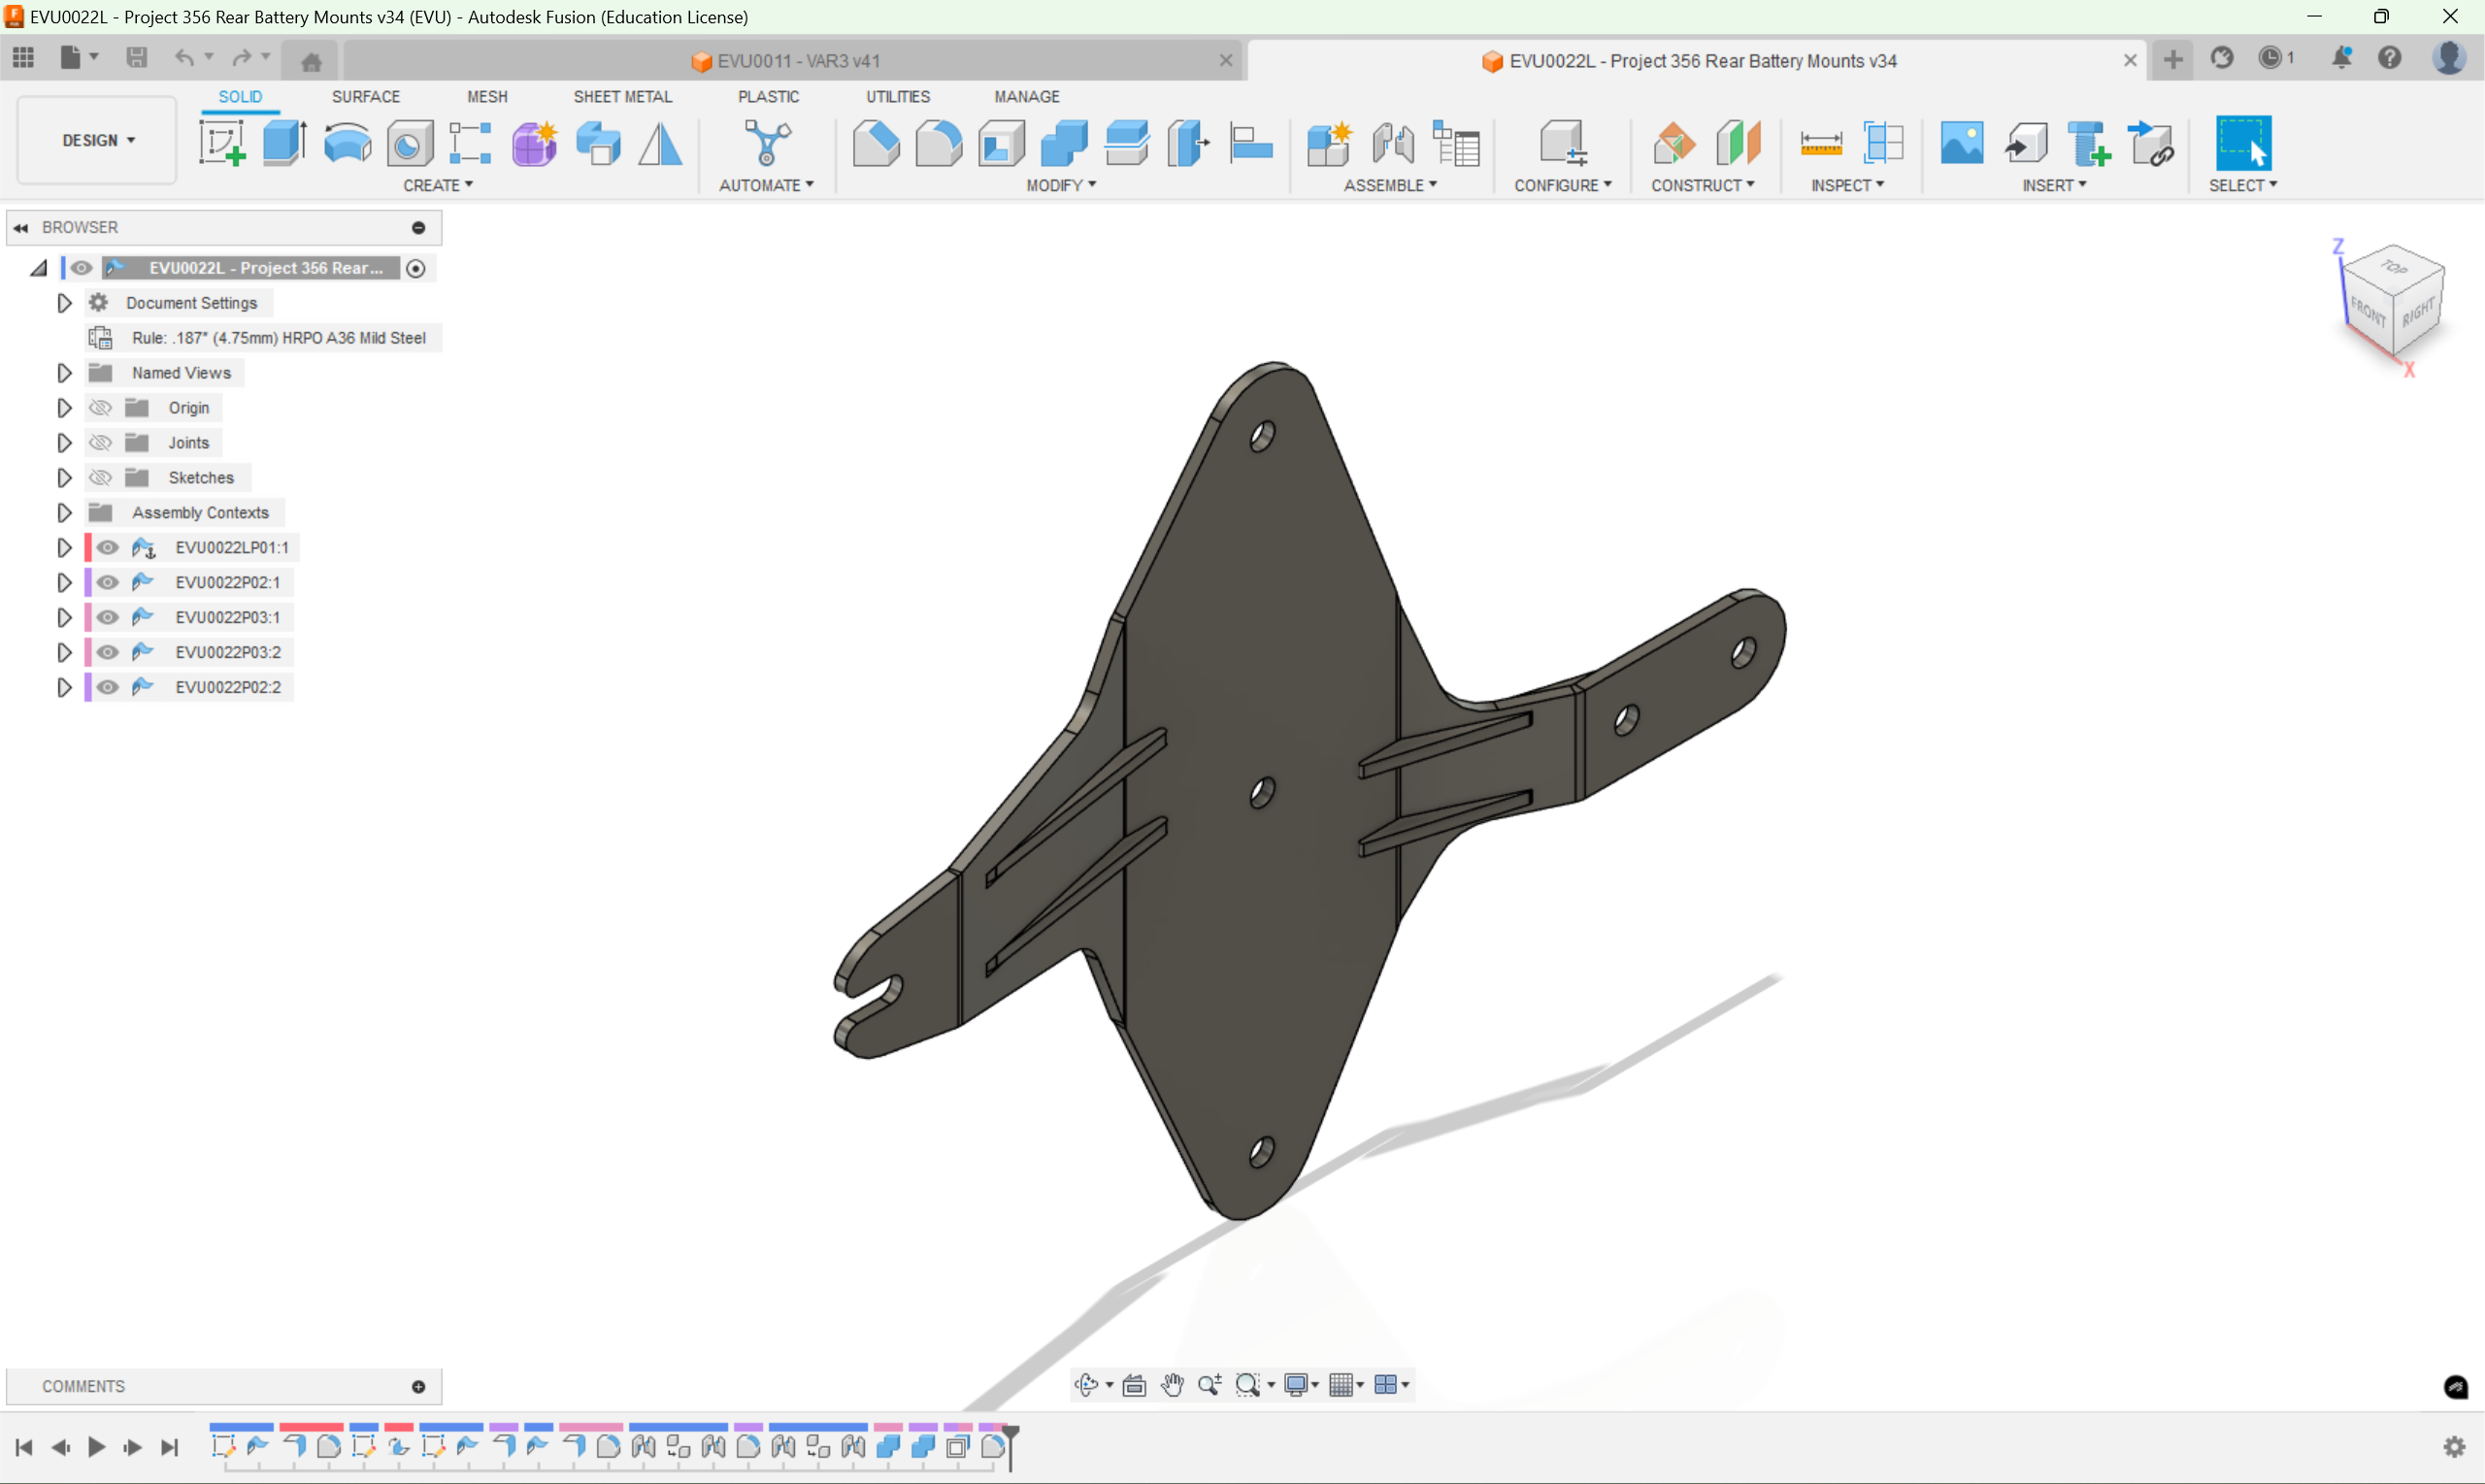 EVU0022L - Project 356 Rear Battery Mounts v34 (EVU) - Autodesk Fusion (Education License)
EVU0011 - VAR3 v41
EVU0022L - Project 356 Rear Battery Mounts v34
1
SOLID SURFACE MESH SHEET METAL PLASTIC UTILITIES MANAGE
DESIGN
CREATE AUTOMATE MODIFY ASSEMBLE CONFIGURE CONSTRUCT INSPECT INSERT SELECT
BROWSER
EVU0022L - Project 356 Rear...
Document Settings
Rule: .187" (4.75mm) HRPO A36 Mild Steel
Named Views
Origin
Joints
Sketches
Assembly Contexts
EVU0022LP01:1
EVU0022P02:1
EVU0022P03:1
EVU0022P03:2
EVU0022P02:2
Z
TOP
FRONT RIGHT
X
COMMENTS